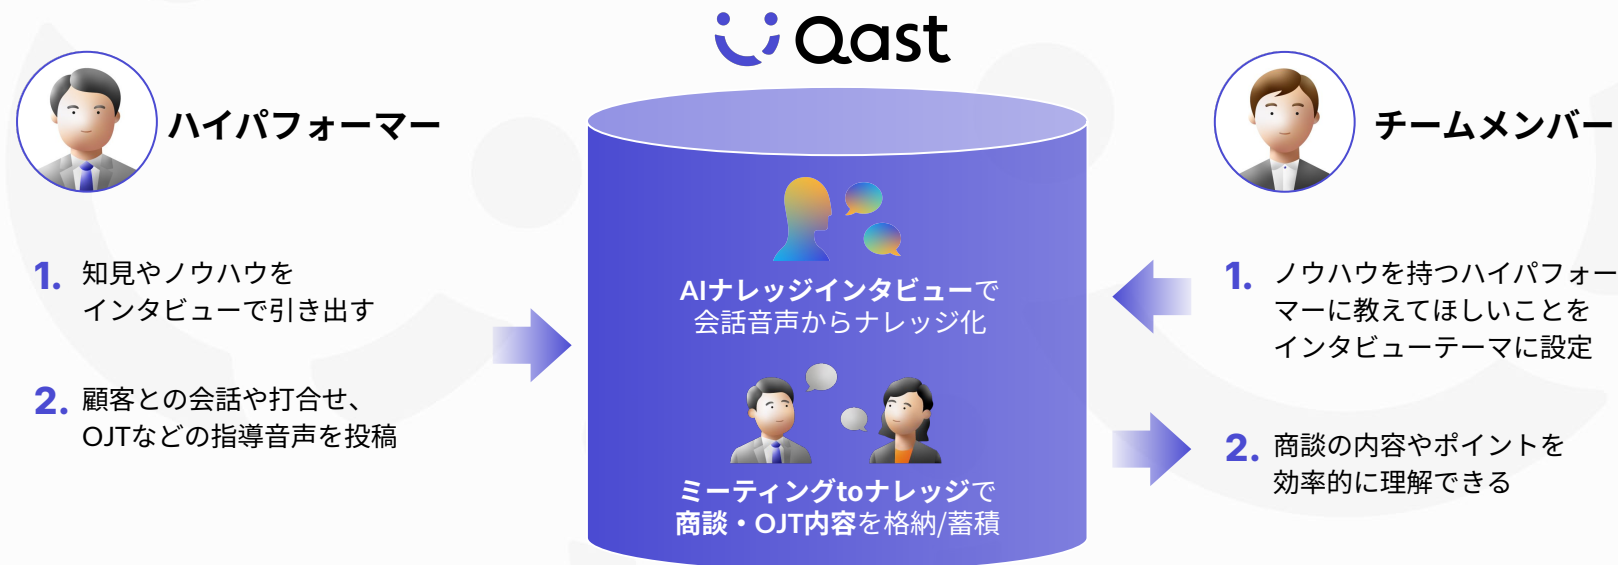 Qast
ハイパフォーマー
1. 知見やノウハウを
インタビューで引き出す
2. 顧客との会話や打合せ、
OJTなどの指導音声を投稿
AIナレッジインタビューで
会話音声からナレッジ化
ミーティングtoナレッジで
商談・OJT内容を格納/蓄積
チームメンバー
1. ノウハウを持つハイパフォー
マーに教えてほしいことを
インタビューテーマに設定
2. 商談の内容やポイントを
効率的に理解できる